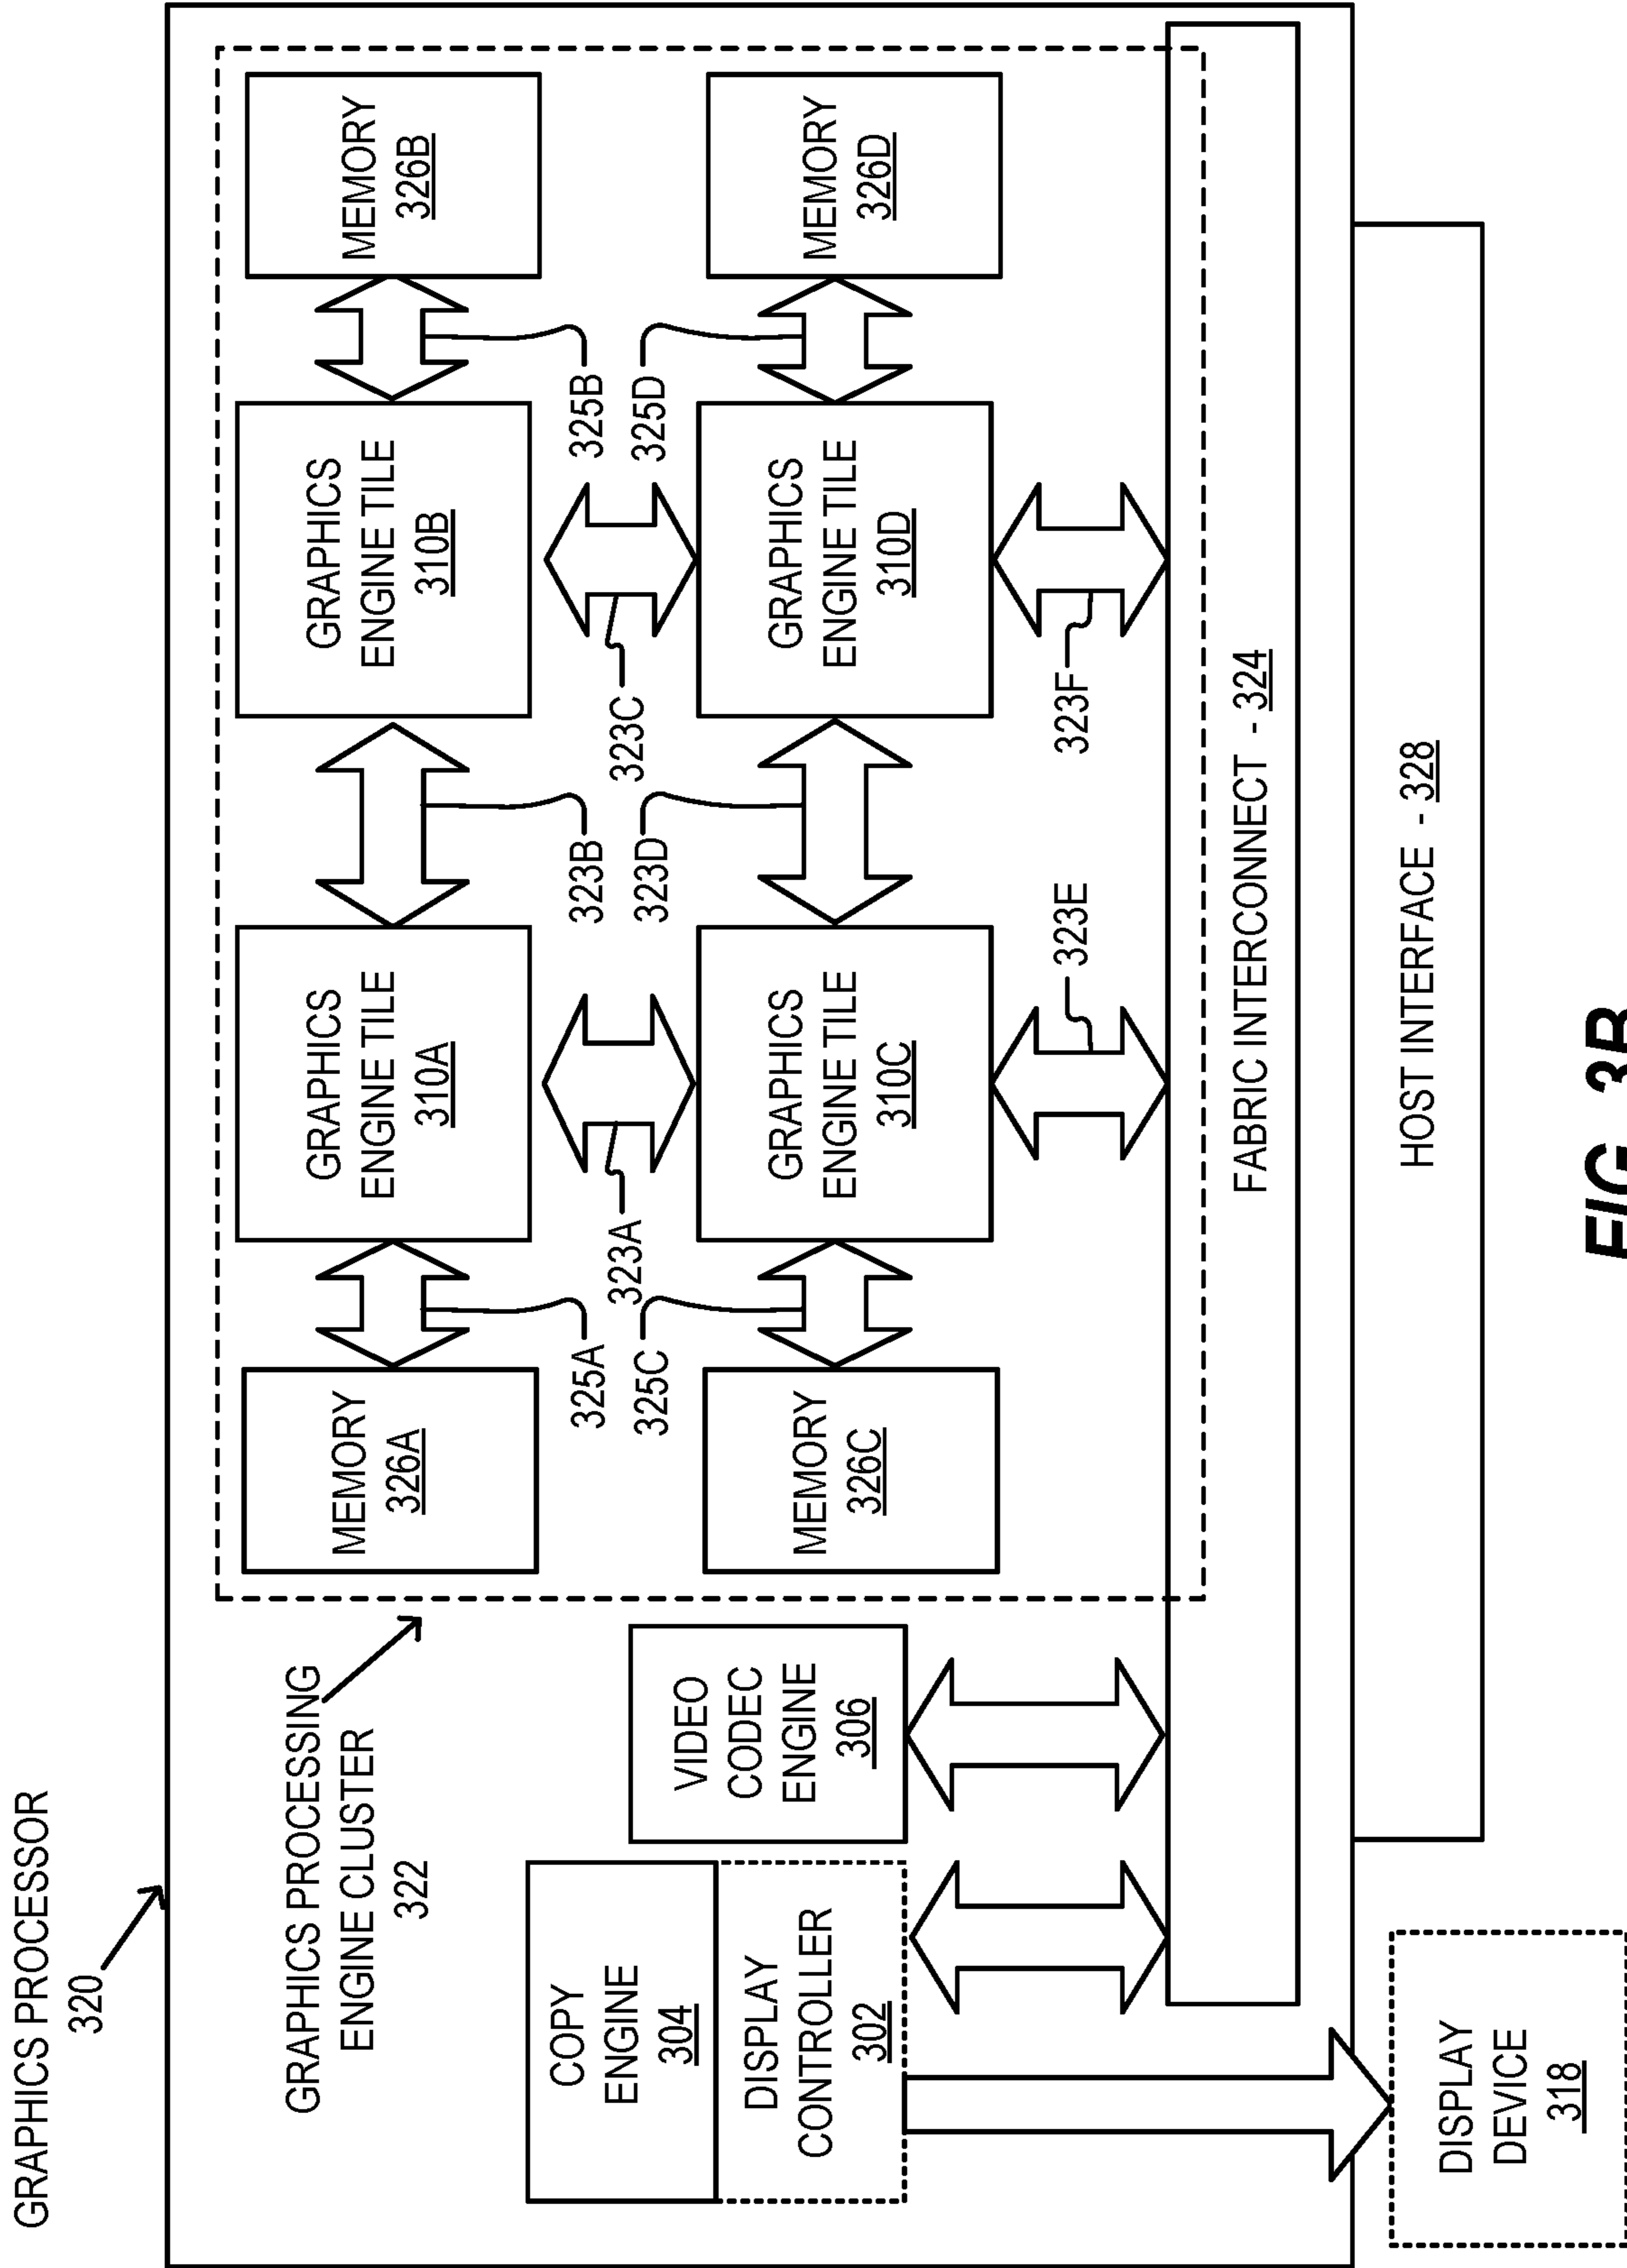 GRAPHICS PROCESSOR
320
GRAPHICS PROCESSING
ENGINE CLUSTER
322
MEMORY
326A
325A
GRAPHICS
ENGINE TILE
310A
323B
GRAPHICS
ENGINE TILE
310B
325B
MEMORY
326B
323A
323C
COPY
ENGINE
304
DISPLAY
CONTROLLER
302
VIDEO
CODEC
ENGINE
306
MEMORY
326C
325C
GRAPHICS
ENGINE TILE
310C
323D
GRAPHICS
ENGINE TILE
310D
325D
MEMORY
326D
323E
323F
FABRIC INTERCONNECT - 324
HOST INTERFACE - 328
DISPLAY
DEVICE
318
FIG. 3B